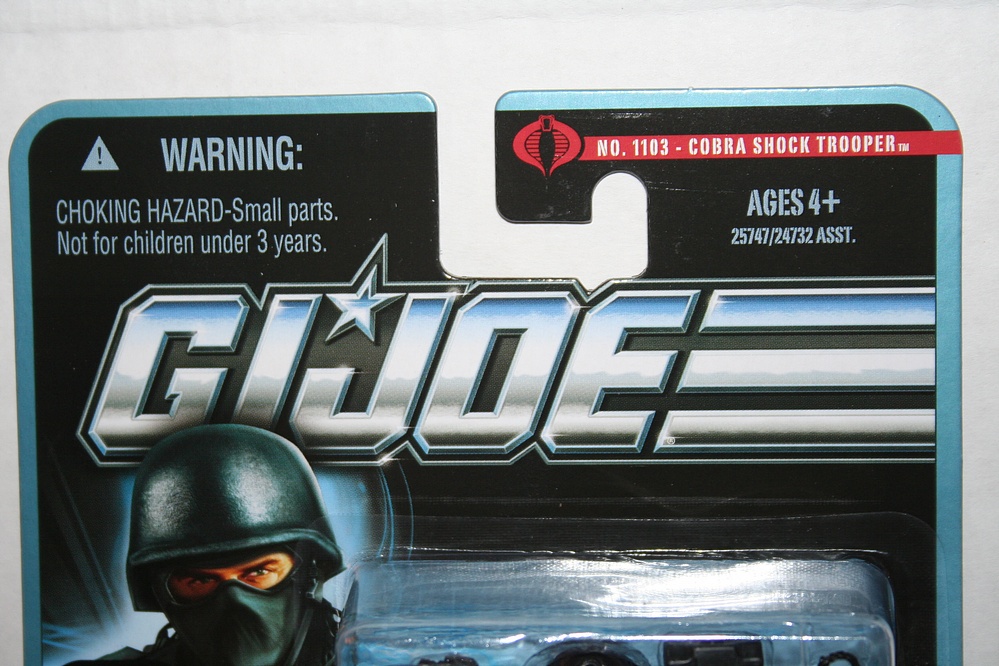 WARNING:
CHOKING HAZARD-Small parts.
Not for children under 3 years.
NO. 1103 - COBRA SHOCK TROOPER™
AGES 4+
25747/24732 ASST.
GI JOE
®